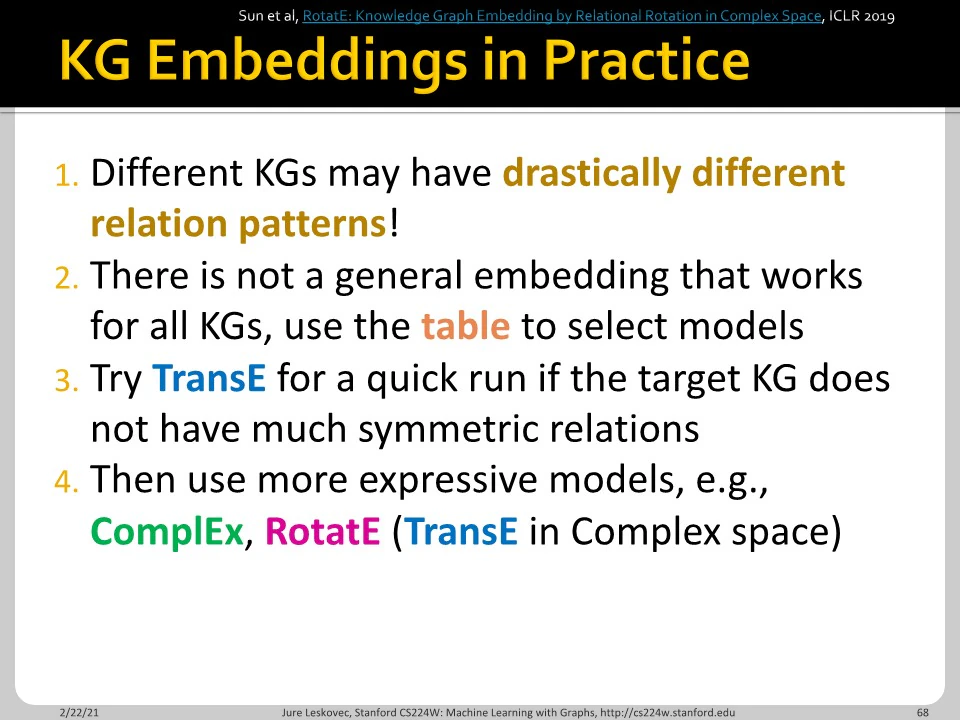 Sun et al, RotatE: Knowledge Graph Embedding by Relational Rotation in Complex Space, ICLR 2019
KG Embeddings in Practice
1. Different KGs may have drastically different
relation patterns!
2. There is not a general embedding that works
for all KGs, use the table to select models
3. Try TransE for a quick run if the target KG does
not have much symmetric relations
4. Then use more expressive models, e.g.,
ComplEx, RotatE (TransE in Complex space)
2/22/21 Jure Leskovec, Stanford CS224W: Machine Learning with Graphs, http://cs224w.stanford.edu 68